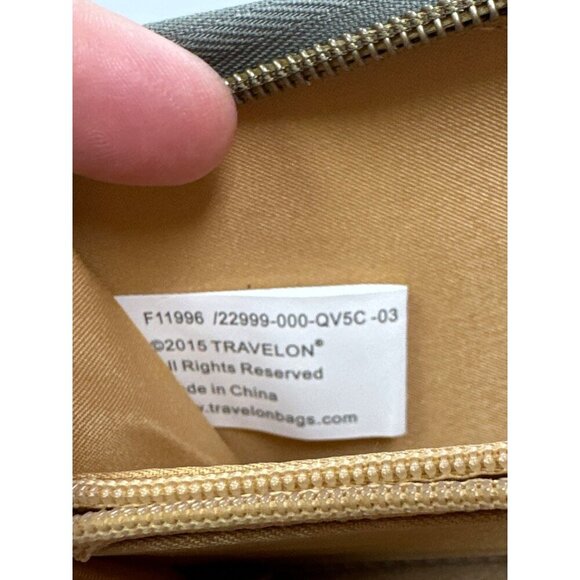 F11996 /22999-000-QV5C -03
©2015 TRAVELON®
ll Rights Reserved
de in China
.travelonbags.com